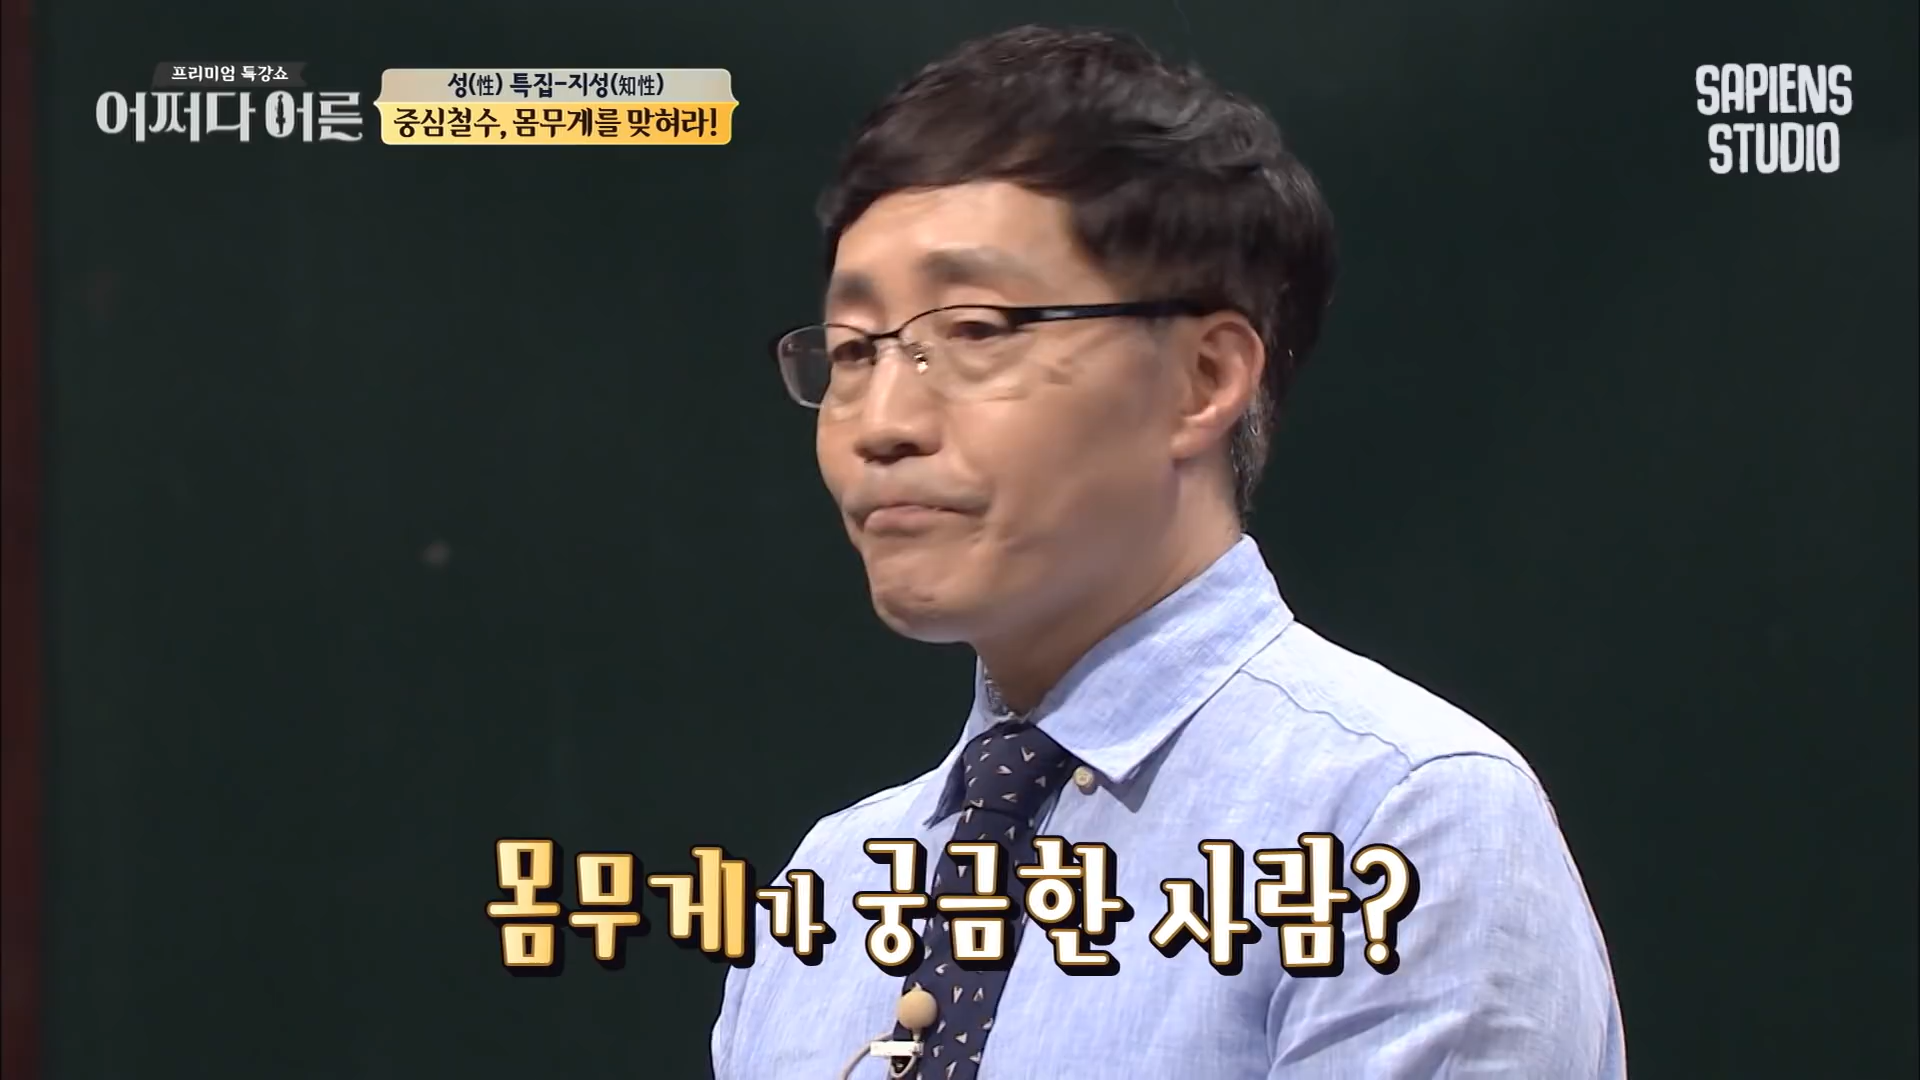 프리미엄 특강쇼
어쩌다 어른
성(性) 특집-지성(知性)
중심철수, 몸무게를 맞혀라!
SAPIENS
STUDIO
몸무게가 궁금한 사람?